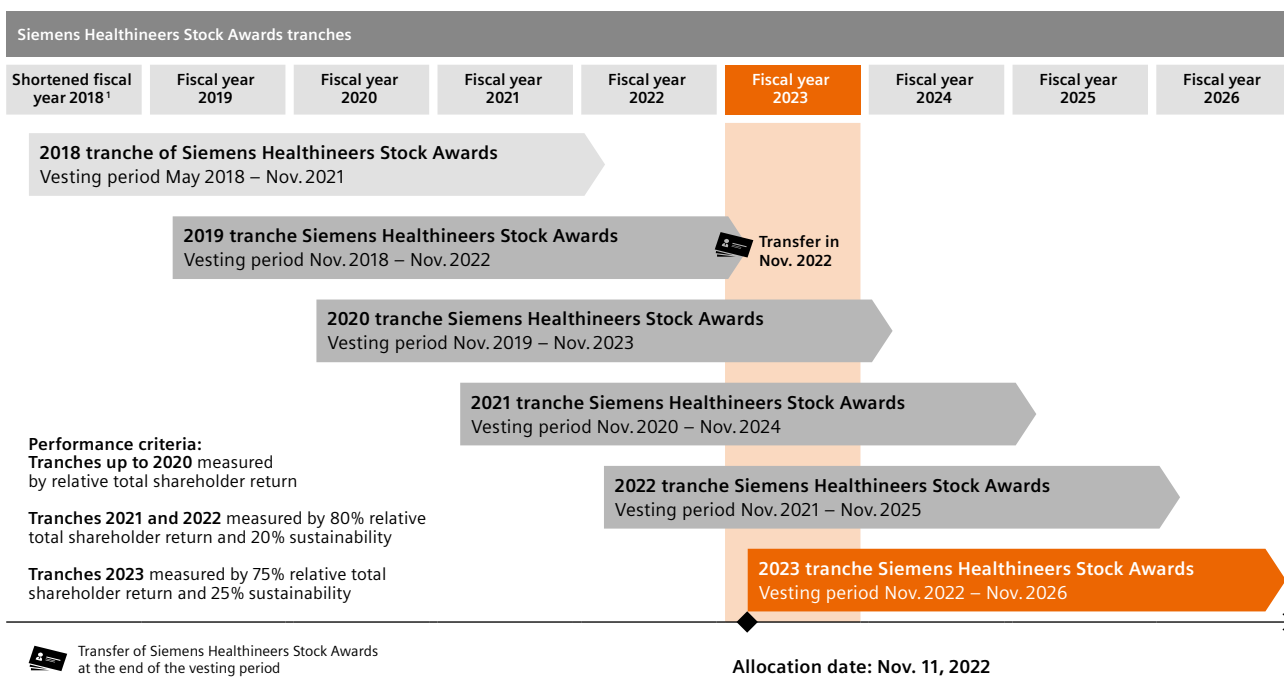 Siemens Healthineers Stock Awards tranches
Shortened fiscal
year 2018¹
Fiscal year
2019
Fiscal year
2020
Fiscal year
2021
Fiscal year
2022
Fiscal year
2023
Fiscal year
2024
Fiscal year
2025
Fiscal year
2026
2018 tranche of Siemens Healthineers Stock Awards
Vesting period May 2018 – Nov. 2021
2019 tranche Siemens Healthineers Stock Awards
Vesting period Nov. 2018 – Nov. 2022
Transfer in
Nov. 2022
2020 tranche Siemens Healthineers Stock Awards
Vesting period Nov. 2019 – Nov. 2023
2021 tranche Siemens Healthineers Stock Awards
Vesting period Nov. 2020 – Nov. 2024
2022 tranche Siemens Healthineers Stock Awards
Vesting period Nov. 2021 – Nov. 2025
2023 tranche Siemens Healthineers Stock Awards
Vesting period Nov. 2022 – Nov. 2026
Performance criteria:
Tranches up to 2020 measured
by relative total shareholder return
Tranches 2021 and 2022 measured by 80% relative
total shareholder return and 20% sustainability
Tranches 2023 measured by 75% relative total
shareholder return and 25% sustainability
Transfer of Siemens Healthineers Stock Awards
at the end of the vesting period
Allocation date: Nov. 11, 2022